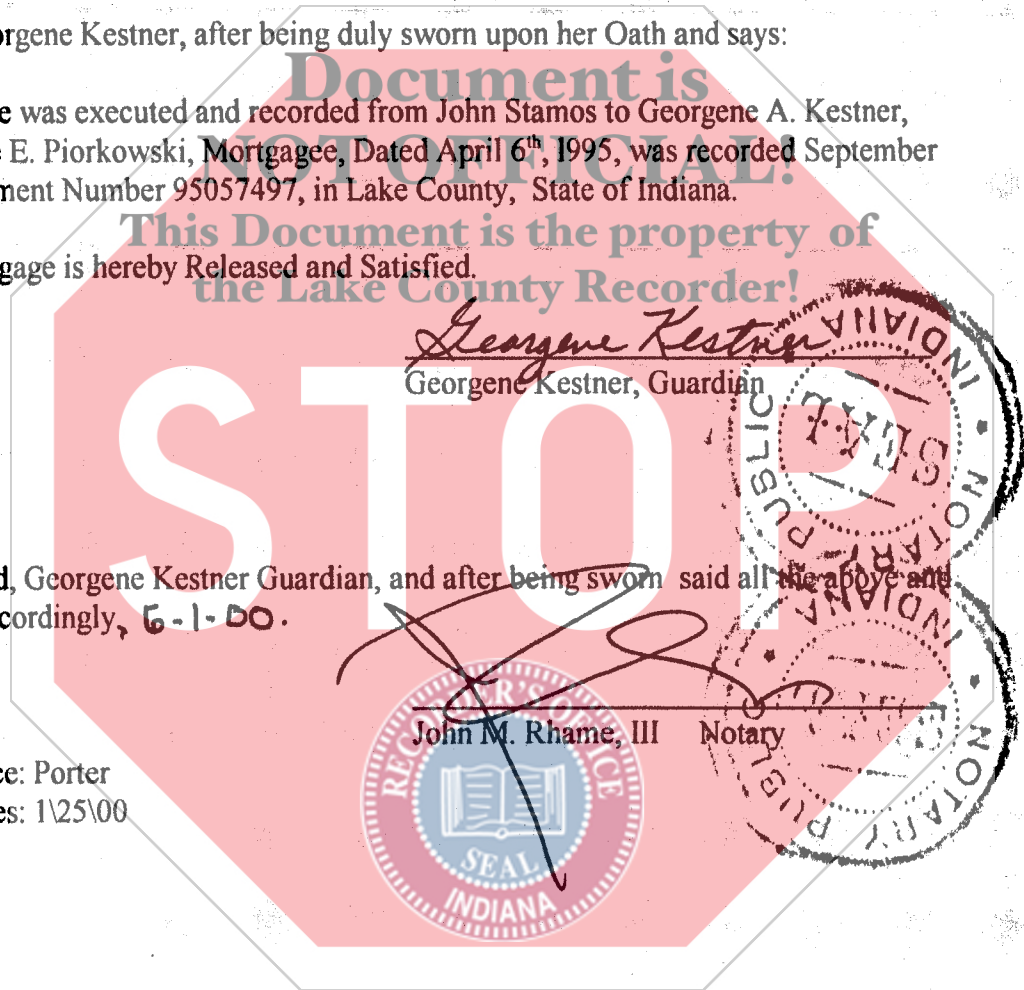 orgene Kestner, after being duly sworn upon her Oath and says:
Document is
e was executed and recorded from John Stamos to Georgene A. Kestner,
NOT OFFICIAL!
E. Piorkowski, Mortgagee, Dated April 6th, 1995, was recorded September
ment Number 95057497, in Lake County, State of Indiana.
This Document is the property of
gage is hereby Released and Satisfied.
the Lake County Recorder!
Georgene Kestner
Georgene Kestner, Guardian
NOTARY PUBLIC INDIANA
SEAL
STOP
d, Georgene Kestner Guardian, and after being sworn said all the above and
cordingly, 6-1-00.
NOTARY PUBLIC INDIANA
John M. Rhame, III Notary
ce: Porter
es: 1\25\00
RECORDER'S OFFICE
SEAL
INDIANA